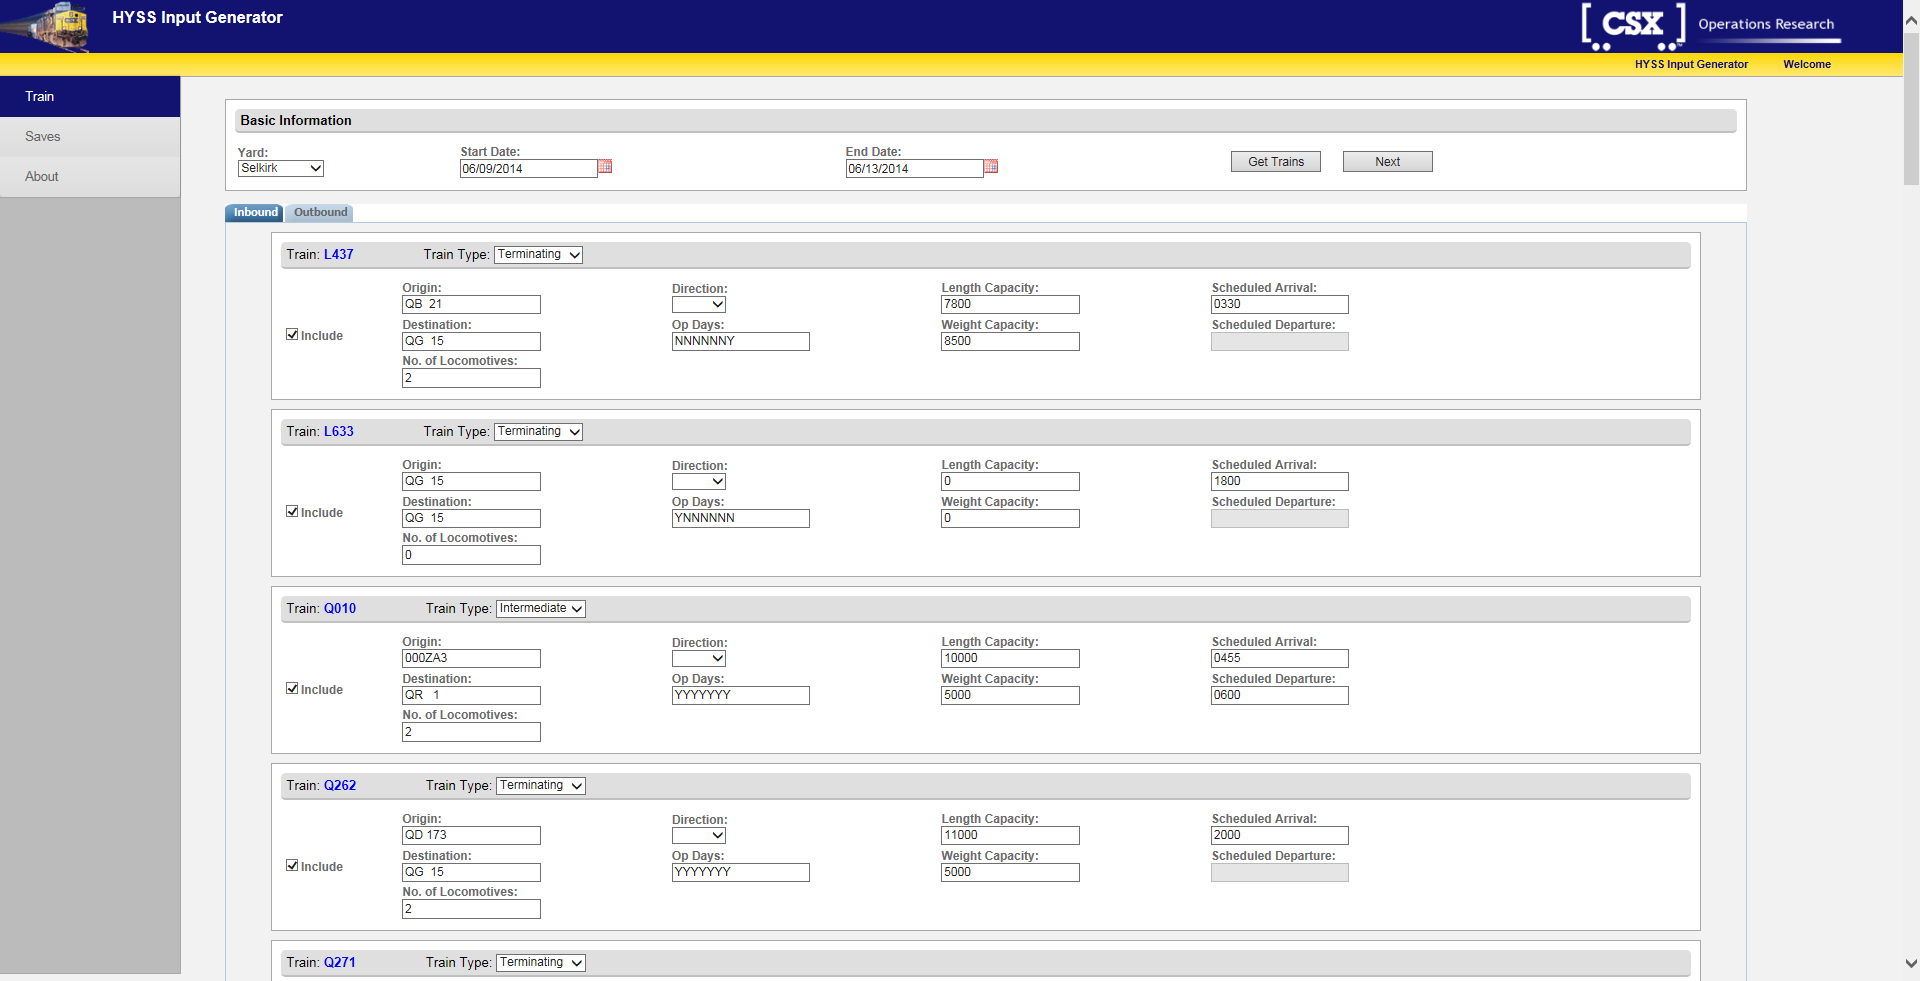 HYSS Input Generator
CSX Operations Research
HYSS Input Generator Welcome
Train
Saves
About
Basic Information
Yard: Start Date: End Date:
Selkirk 06/09/2014 06/13/2014 Get Trains Next
Inbound Outbound
Train: L437 Train Type: Terminating
Origin: Direction: Length Capacity: Scheduled Arrival:
QB 21 7800 0330
Destination: Op Days: Weight Capacity: Scheduled Departure:
Include QG 15 NNNNNNY 8500
No. of Locomotives:
2
Train: L633 Train Type: Terminating
Origin: Direction: Length Capacity: Scheduled Arrival:
QG 15 0 1800
Destination: Op Days: Weight Capacity: Scheduled Departure:
Include QG 15 YNNNNNN 0
No. of Locomotives:
0
Train: Q010 Train Type: Intermediate
Origin: Direction: Length Capacity: Scheduled Arrival:
000ZA3 10000 0455
Destination: Op Days: Weight Capacity: Scheduled Departure:
Include QR 1 YYYYYYY 5000 0600
No. of Locomotives:
2
Train: Q262 Train Type: Terminating
Origin: Direction: Length Capacity: Scheduled Arrival:
QD 173 11000 2000
Destination: Op Days: Weight Capacity: Scheduled Departure:
Include QG 15 YYYYYYY 5000
No. of Locomotives:
2
Train: Q271 Train Type: Terminating